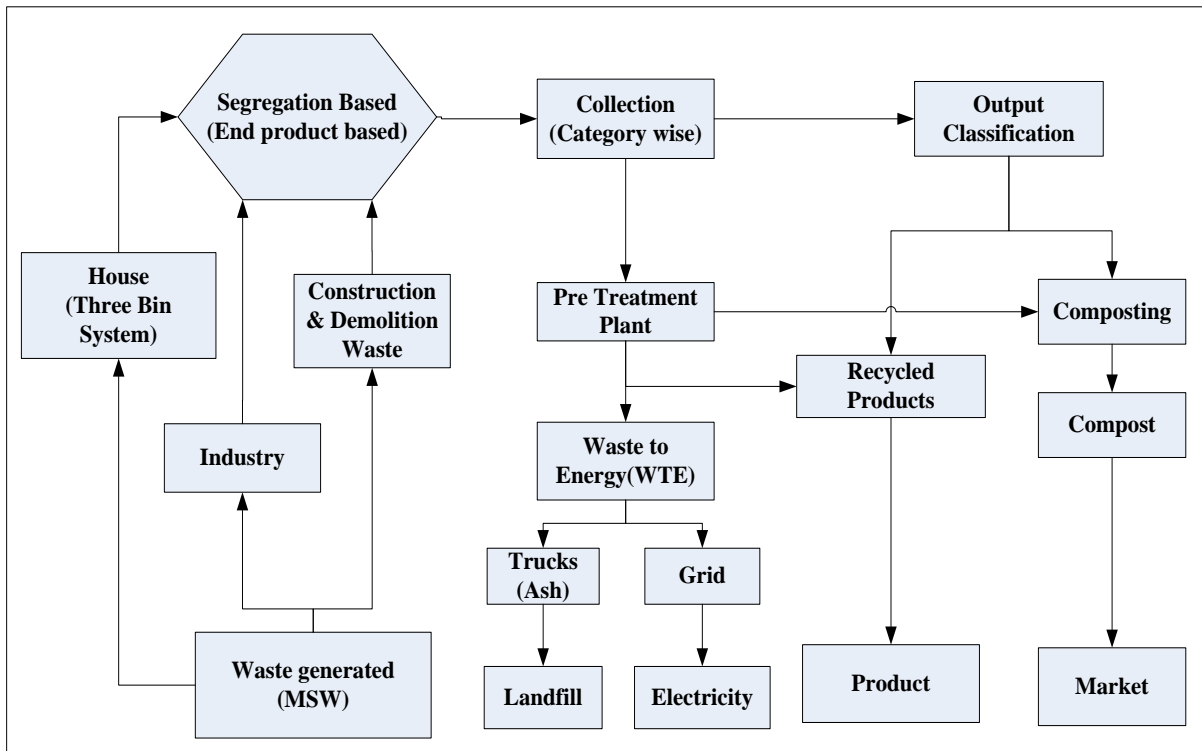 Segregation Based
(End product based)
Collection
(Category wise)
Output
Classification
House
(Three Bin
System)
Construction
& Demolition
Waste
Pre Treatment
Plant
Composting
Recycled
Products
Compost
Industry
Waste to
Energy(WTE)
Trucks
(Ash)
Grid
Waste generated
(MSW)
Landfill
Electricity
Product
Market